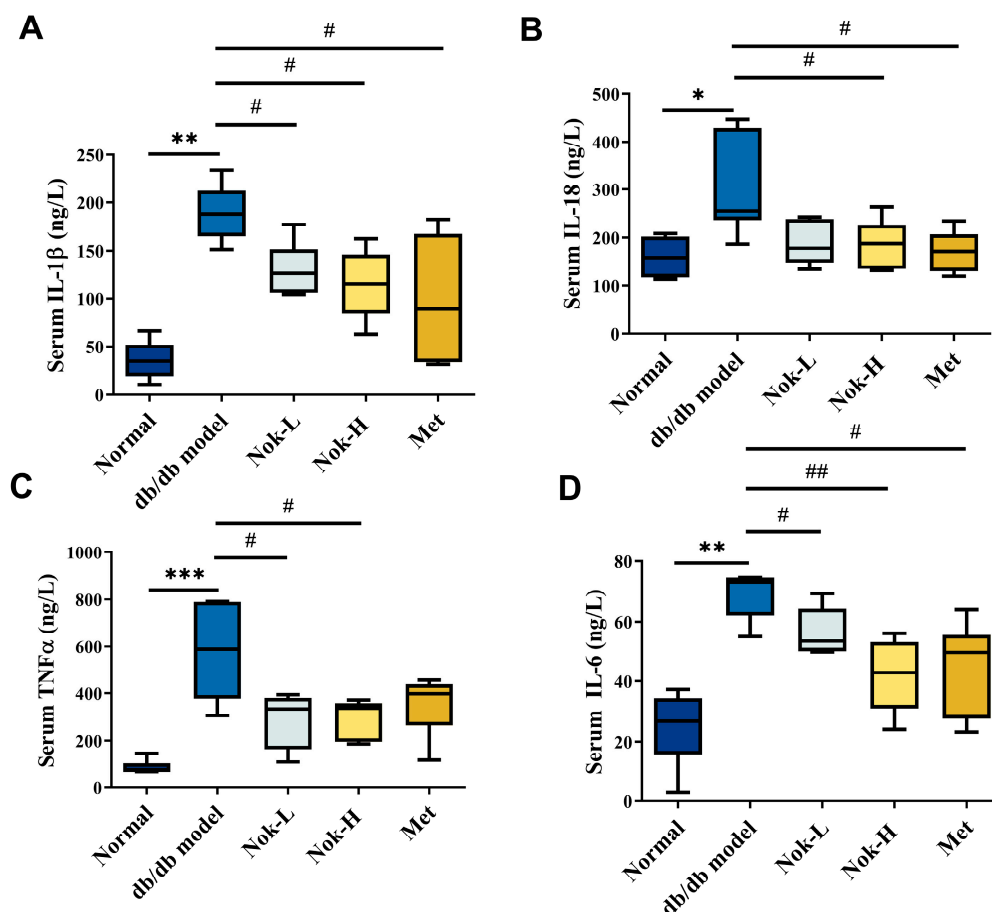 A
#
#
#
**
Serum IL-1β (ng/L)
250
200
150
100
50
0
Normal
db/db model
Nok-L
Nok-H
Met
B
#
#
*
Serum IL-18 (ng/L)
500
400
300
200
100
0
Normal
db/db model
Nok-L
Nok-H
Met
C
#
#
***
Serum TNFα (ng/L)
1000
800
600
400
200
0
Normal
db/db model
Nok-L
Nok-H
Met
D
#
##
#
**
Serum IL-6 (ng/L)
80
60
40
20
0
Normal
db/db model
Nok-L
Nok-H
Met